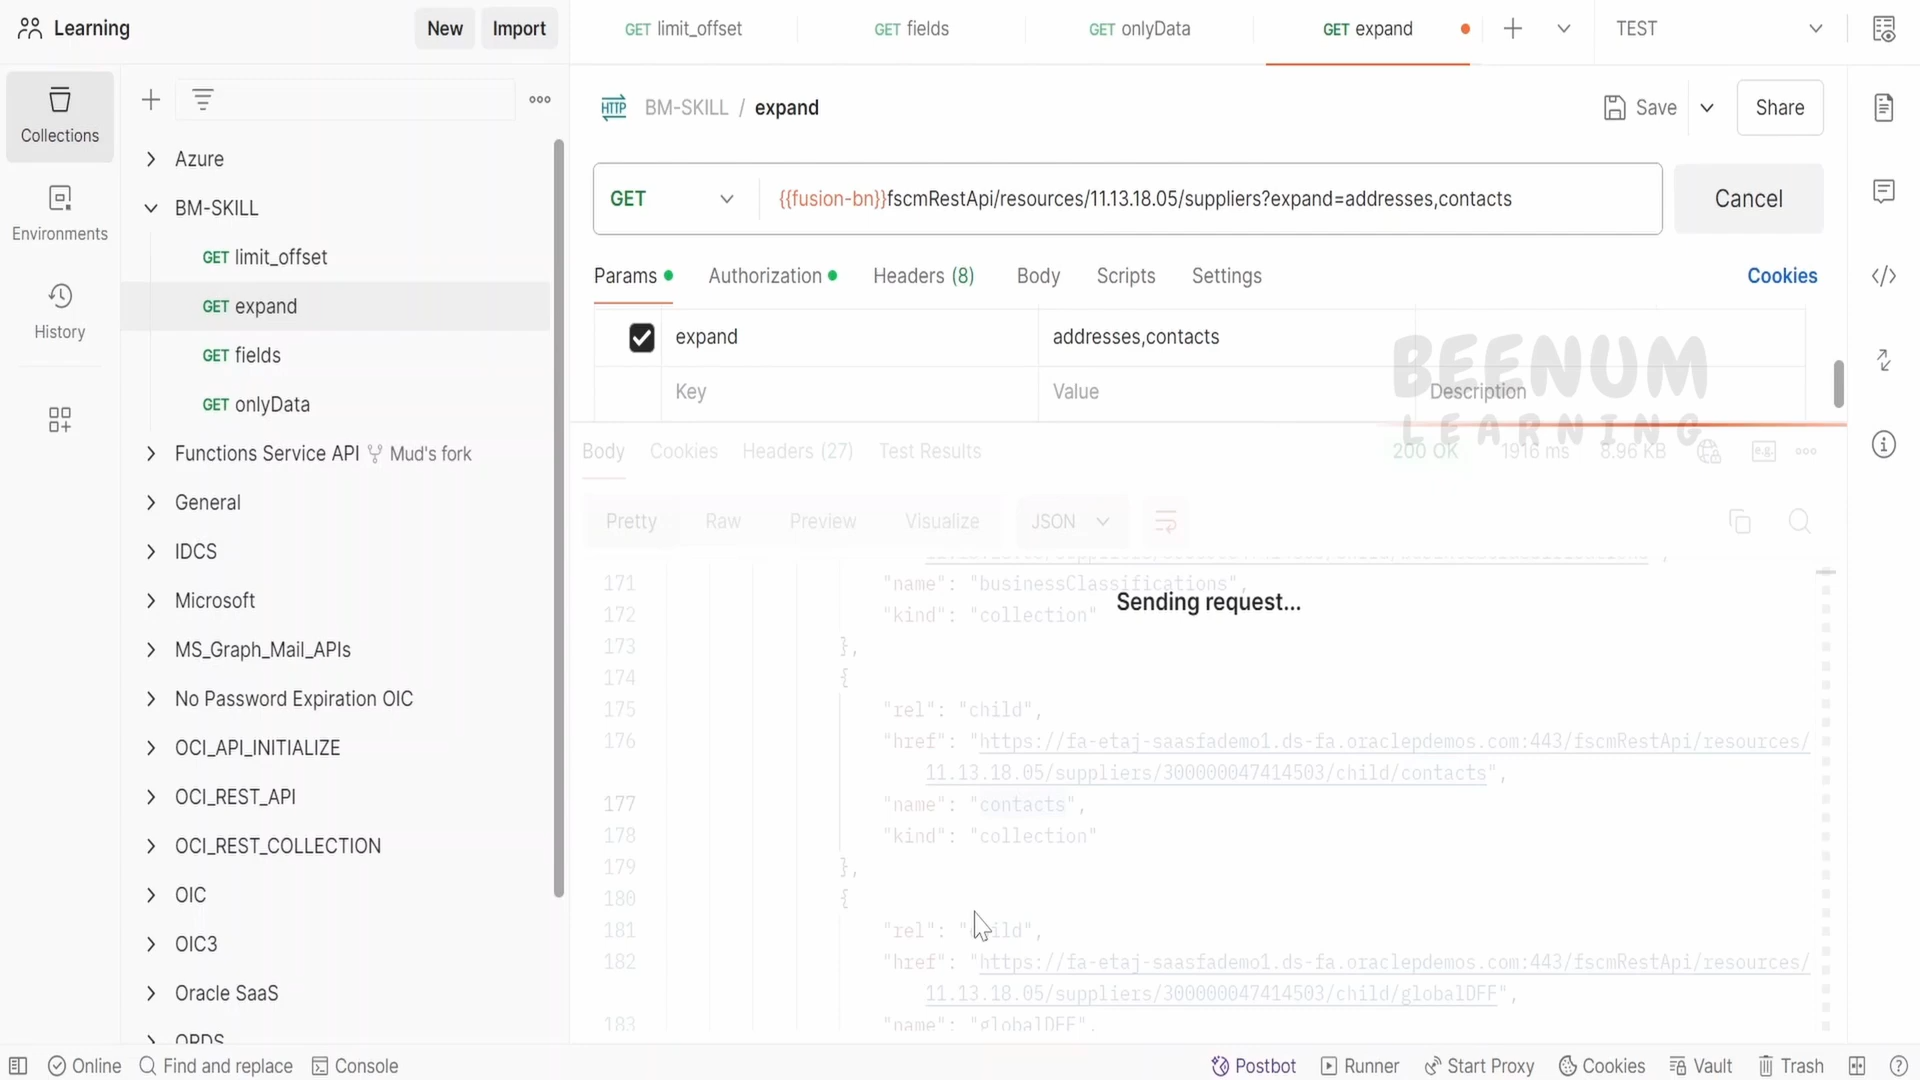 Learning
New
Import
GET limit_offset
GET fields
GET onlyData
GET expand
TEST
Collections
Environments
History
Azure
BM-SKILL
GET limit_offset
GET expand
GET fields
GET onlyData
Functions Service API Mud's fork
General
IDCS
Microsoft
MS_Graph_Mail_APIs
No Password Expiration OIC
OCI_API_INITIALIZE
OCI_REST_API
OCI_REST_COLLECTION
OIC
OIC3
Oracle SaaS
ORDS
HTTP BM-SKILL / expand
Save
Share
GET
{{fusion-bn}}fscmRestApi/resources/11.13.18.05/suppliers?expand=addresses,contacts
Cancel
Params
Authorization
Headers (8)
Body
Scripts
Settings
Cookies
expand
addresses,contacts
Key
Value
Description
BEENUM
LEARNING
Body
Cookies
Headers (27)
Test Results
200 OK
1916 ms
8.96 KB
e.g.
Pretty
Raw
Preview
Visualize
JSON
Sending request...
171 "name": "businessClassifications",
172 "kind": "collection"
173 },
174 {
175 "rel": "child",
176 "href": "https://fa-etaj-saasfademo1.ds-fa.oraclepdemos.com:443/fscmRestApi/resources/
11.13.18.05/suppliers/300000047414503/child/contacts",
177 "name": "contacts",
178 "kind": "collection"
179 },
180 {
181 "rel": "child",
182 "href": "https://fa-etaj-saasfademo1.ds-fa.oraclepdemos.com:443/fscmRestApi/resources/
11.13.18.05/suppliers/300000047414503/child/globalDFF",
183 "name": "globalDFF",
Online
Find and replace
Console
Postbot
Runner
Start Proxy
Cookies
Vault
Trash